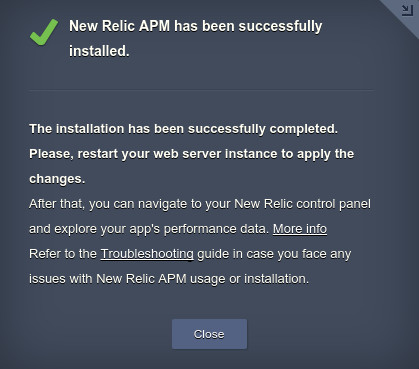 New Relic APM has been successfully
installed.
The installation has been successfully completed.
Please, restart your web server instance to apply the
changes.
After that, you can navigate to your New Relic control panel
and explore your app's performance data. More info
Refer to the Troubleshooting guide in case you face any
issues with New Relic APM usage or installation.
Close